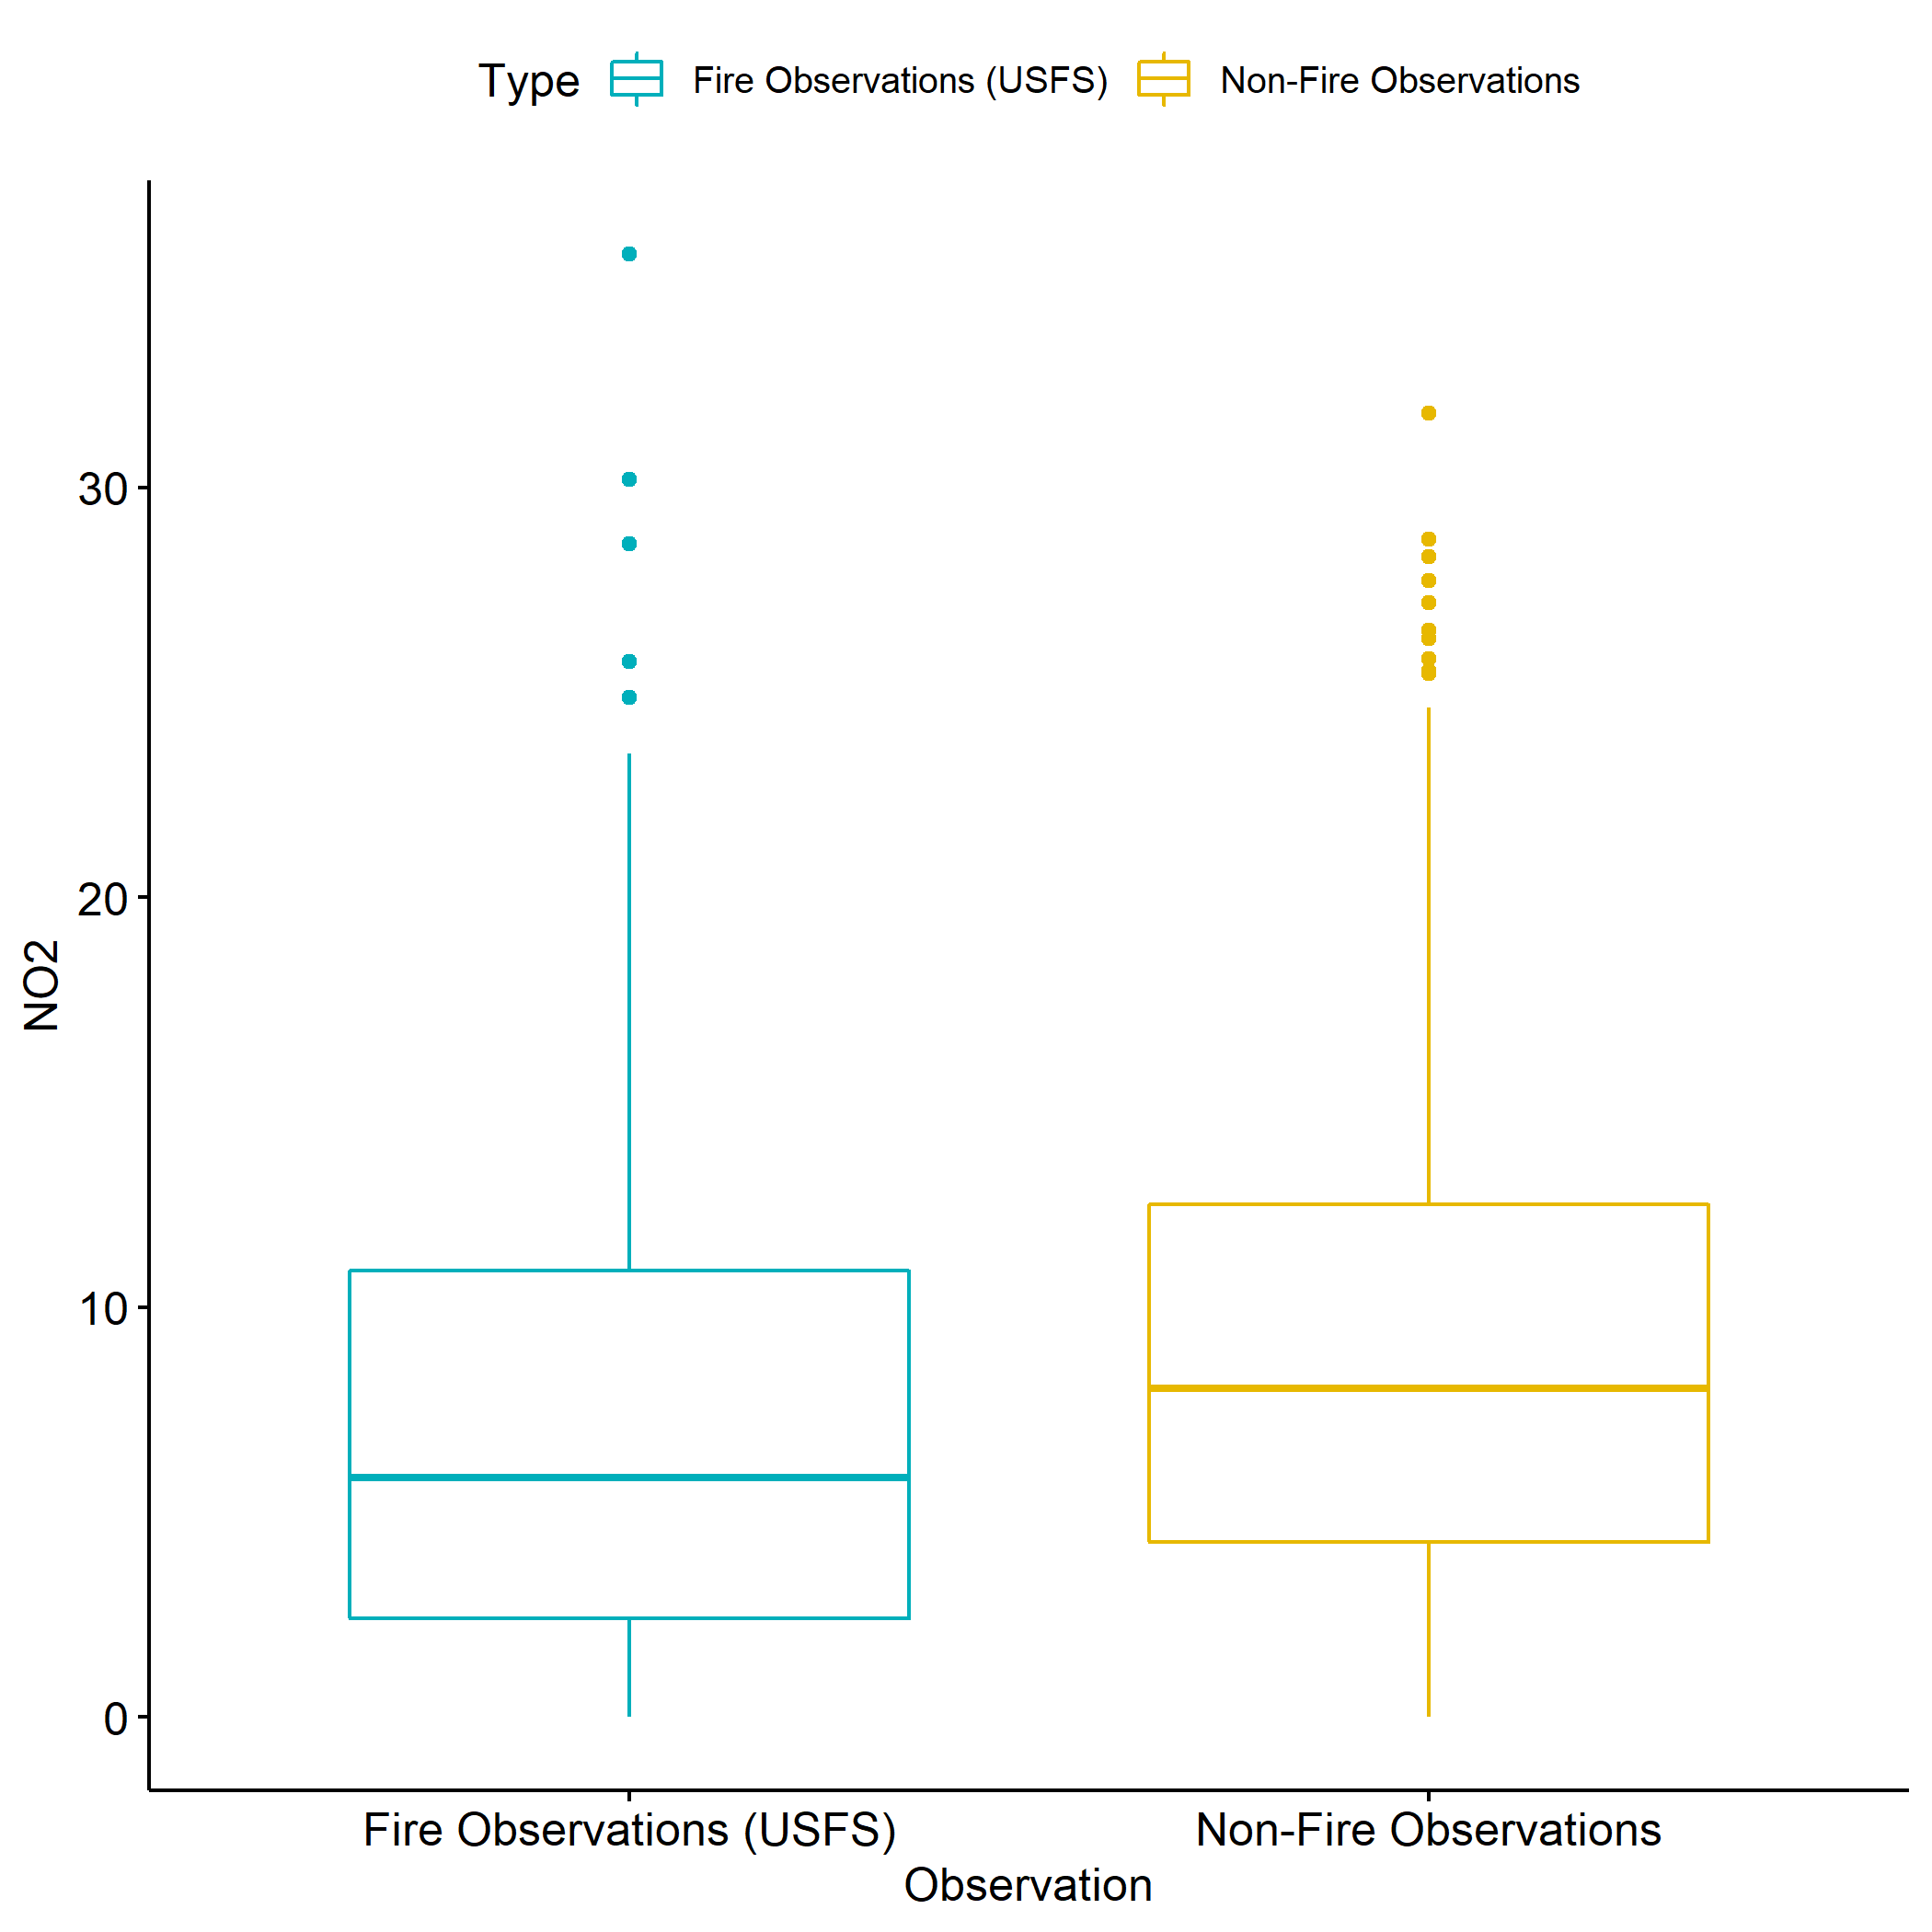 Type Fire Observations (USFS) Non-Fire Observations
30
20
10
0
NO2
Fire Observations (USFS) Non-Fire Observations
Observation